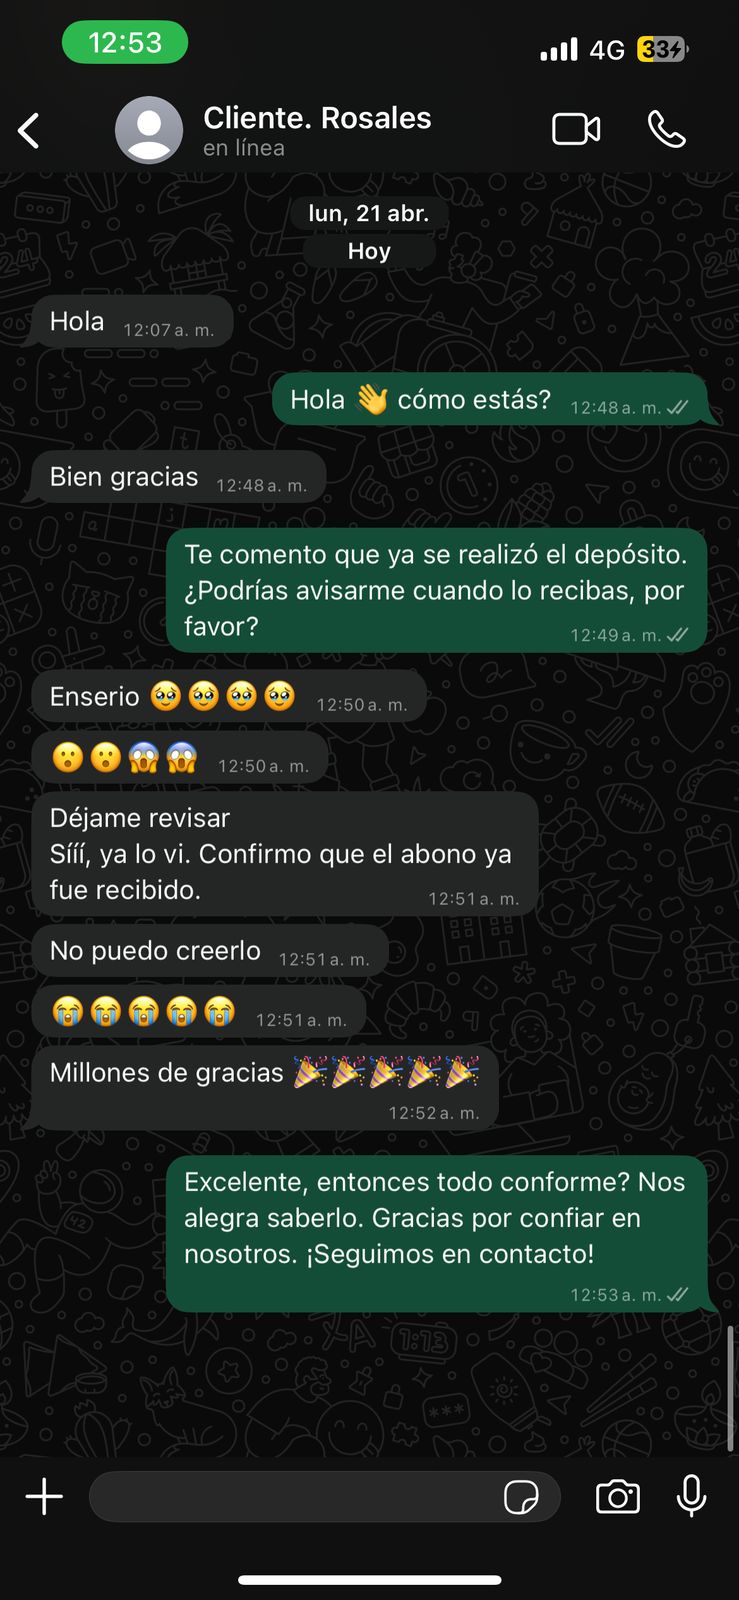 12:53
4G 33
Cliente. Rosales
en línea
lun, 21 abr.
Hoy
Hola 12:07 a. m.
Hola 👋 cómo estás? 12:48 a. m.
Bien gracias 12:48 a. m.
Te comento que ya se realizó el depósito.
¿Podrías avisarme cuando lo recibas, por
favor? 12:49 a. m.
Enserio 🥹🥹🥹🥹 12:50 a. m.
😮😮😱😱 12:50 a. m.
Déjame revisar
Sííí, ya lo vi. Confirmo que el abono ya
fue recibido. 12:51 a. m.
No puedo creerlo 12:51 a. m.
😭😭😭😭😭 12:51 a. m.
Millones de gracias 🎉🎉🎉🎉🎉
12:52 a. m.
Excelente, entonces todo conforme? Nos
alegra saberlo. Gracias por confiar en
nosotros. ¡Seguimos en contacto!
12:53 a. m.